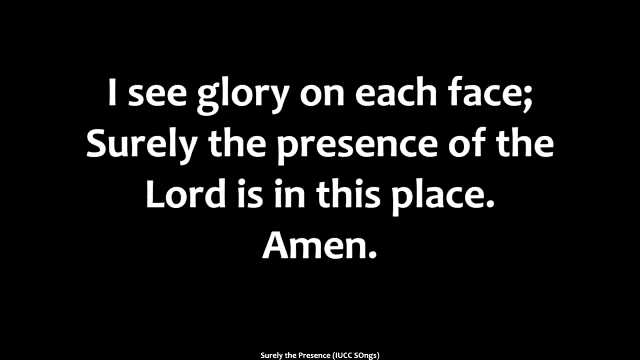 I see glory on each face;
Surely the presence of the
Lord is in this place.
Amen.
Surely the Presence (IUCC SOngs)